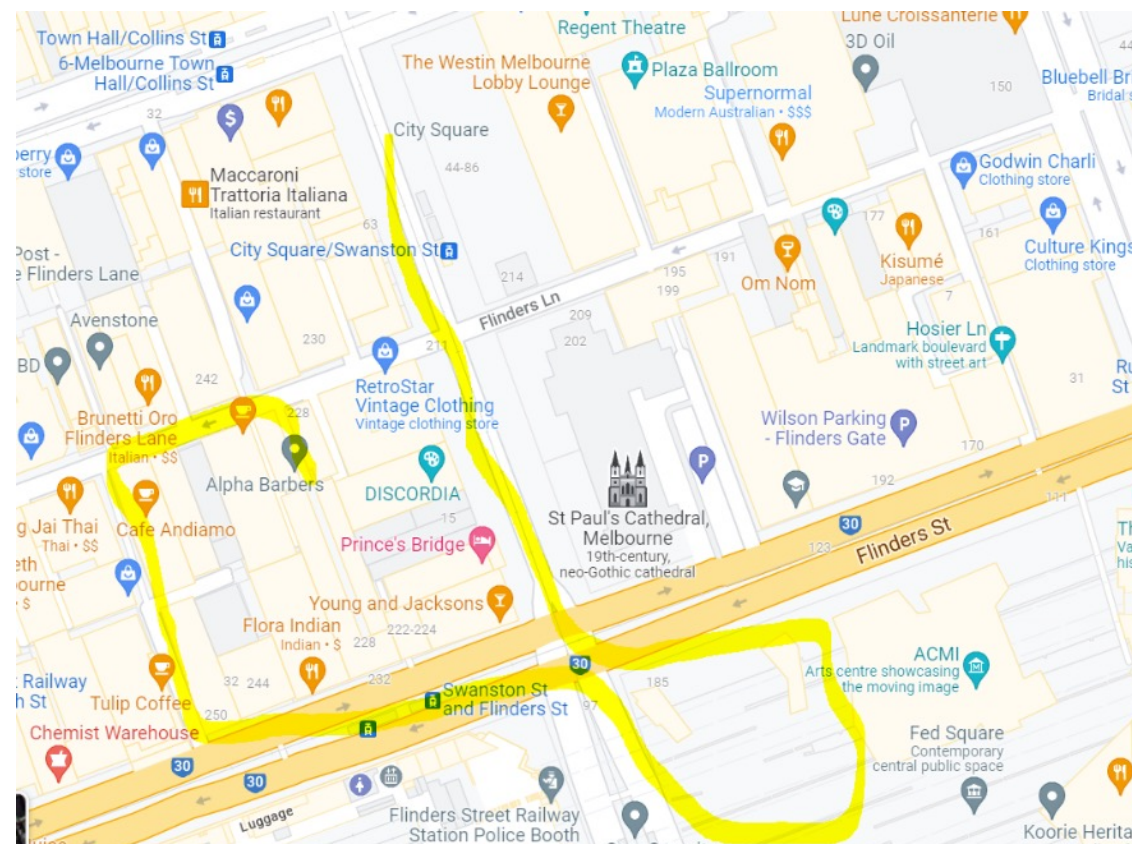 Town Hall/Collins St
6-Melbourne Town
Hall/Collins St
32
Regent Theatre
The Westin Melbourne
Lobby Lounge
Plaza Ballroom
Supernormal
Modern Australian • $$$
Lune Croissanterie
3D Oil
150
44
Bluebell Br
Bridal s
City Square
44-86
Maccaroni
Trattoria Italiana
Italian restaurant
63
City Square/Swanston St
Post -
e Flinders Lane
Godwin Charli
Clothing store
177
161
Culture Kings
Clothing store
Kisumé
Japanese
Om Nom
191
195
199
214
Flinders Ln
209
202
211
7
Hosier Ln
Landmark boulevard
with street art
31
Avenstone
BD
230
242
228
RetroStar
Vintage Clothing
Vintage clothing store
Brunetti Oro
Flinders Lane
Italian • $$
Alpha Barbers
DISCORDIA
15
Wilson Parking
- Flinders Gate
P
170
192
St Paul's Cathedral,
Melbourne
19th-century,
neo-Gothic cathedral
30
Flinders St
123
111
g Jai Thai
Thai • $$
Cafe Andiamo
Prince's Bridge
Young and Jacksons
222-224
Flora Indian
Indian • $
228
232
32
244
250
Tulip Coffee
Railway
h St
Chemist Warehouse
30
30
30
Swanston St
and Flinders St
97
185
ACMI
Arts centre showcasing
the moving image
Fed Square
Contemporary
central public space
Luggage
Flinders Street Railway
Station Police Booth
Koorie Herita